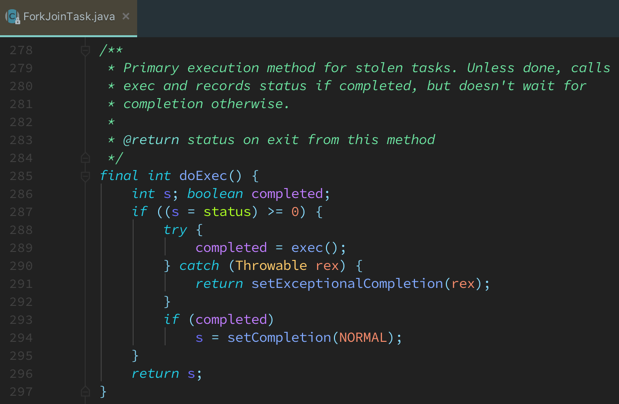 ForkJoinTask.java ×
278 /**
279 * Primary execution method for stolen tasks. Unless done, calls
280 * exec and records status if completed, but doesn't wait for
281 * completion otherwise.
282 *
283 * @return status on exit from this method
284 */
285 final int doExec() {
286 int s; boolean completed;
287 if ((s = status) >= 0) {
288 try {
289 completed = exec();
290 } catch (Throwable rex) {
291 return setExceptionalCompletion(rex);
292 }
293 if (completed)
294 s = setCompletion(NORMAL);
295 }
296 return s;
297 }